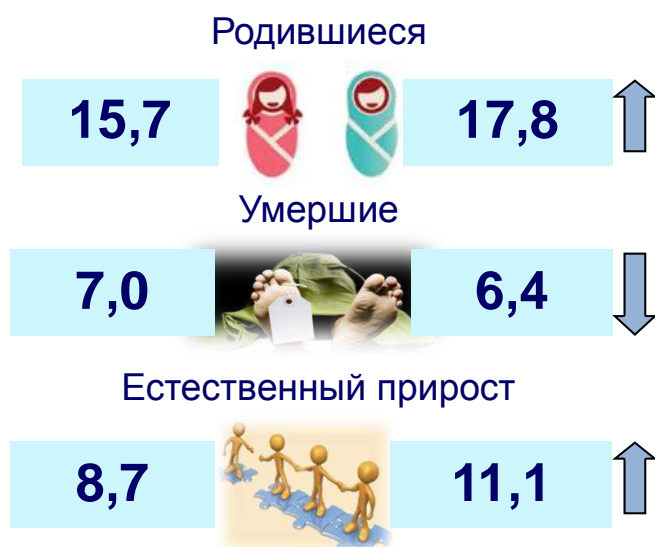 Родившиеся
15,7 17,8
Умершие
7,0 6,4
Естественный прирост
8,7 11,1